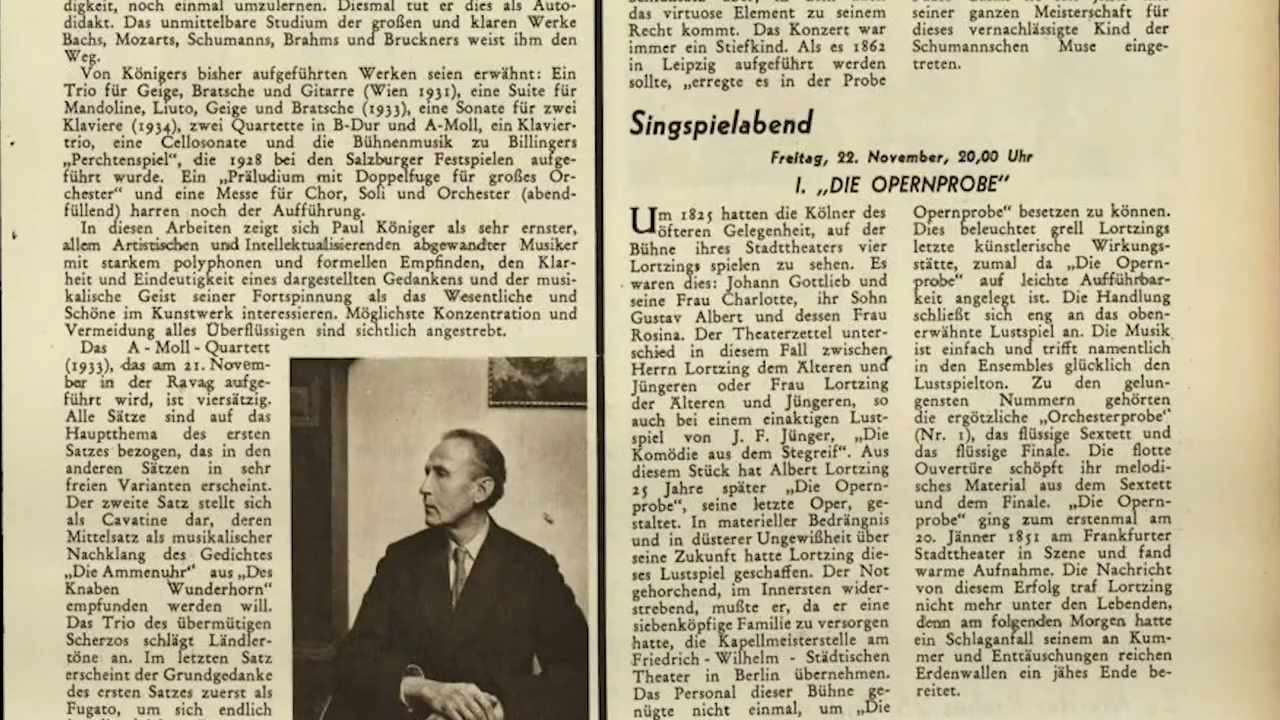 digkeit, noch einmal umzulernen. Diesmal tut er dies als Auto-
didakt. Das unmittelbare Studium der großen und klaren Werke
Bachs, Mozarts, Schumanns, Brahms und Bruckners weist ihm den
Weg.
Von Königers bisher aufgeführten Werken seien erwähnt: Ein
Trio für Geige, Bratsche und Gitarre (Wien 1931), eine Suite für
Mandoline, Liuto, Geige und Bratsche (1933), eine Sonate für zwei
Klaviere (1934), zwei Quartette in B-Dur und A-Moll, ein Klavier-
trio, eine Cellosonate und die Bühnenmusik zu Billingers
„Perchtenspiel“, die 1928 bei den Salzburger Festspielen aufge-
führt wurde. Ein „Präludium mit Doppelfuge für großes Or-
chester“ und eine Messe für Chor, Soli und Orchester (abend-
füllend) harren noch der Aufführung.
In diesen Arbeiten zeigt sich Paul Königer als sehr ernster,
allem Artistischen und Intellektualisierenden abgewandter Musiker
mit starkem polyphonen und formellen Empfinden, den Klar-
heit und Eindeutigkeit eines dargestellten Gedankens und der musi-
kalische Geist seiner Fortspinnung als das Wesentliche und
Schöne im Kunstwerk interessieren. Möglichste Konzentration und
Vermeidung alles Überflüssigen sind sichtlich angestrebt.
Das A-Moll-Quartett
(1933), das am 21. Novem-
ber in der Ravag aufge-
führt wird, ist viersätzig.
Alle Sätze sind auf das
Hauptthema des ersten
Satzes bezogen, das in den
anderen Sätzen in sehr
freien Varianten erscheint.
Der zweite Satz stellt sich
als Cavatine dar, deren
Mittelsatz als musikalischer
Nachklang des Gedichtes
„Die Ammenuhr“ aus „Des
Knaben Wunderhorn“
empfunden werden will.
Das Trio des übermütigen
Scherzos schlägt Ländler-
töne an. Im letzten Satz
erscheint der Grundgedanke
des ersten Satzes zuerst als
Fugato, um sich endlich
das virtuose Element zu seinem
Recht kommt. Das Konzert war
immer ein Stiefkind. Als es 1862
in Leipzig aufgeführt werden
sollte, „erregte es in der Probe
seiner ganzen Meisterschaft für
dieses vernachlässigte Kind der
Schumannschen Muse einge-
treten.
Singspielabend
Freitag, 22. November, 20,00 Uhr
I. „DIE OPERNPROBE“
Um 1825 hatten die Kölner des
öfteren Gelegenheit, auf der
Bühne ihres Stadttheaters vier
Lortzings spielen zu sehen. Es
waren dies: Johann Gottlieb und
seine Frau Charlotte, ihr Sohn
Gustav Albert und dessen Frau
Rosina. Der Theaterzettel unter-
schied in diesem Fall zwischen
Herrn Lortzing dem Älteren und
Jüngeren oder Frau Lortzing
der Älteren und Jüngeren, so
auch bei einem einaktigen Lust-
spiel von J. F. Jünger, „Die
Komödie aus dem Stegreif“. Aus
diesem Stück hat Albert Lortzing
25 Jahre später „Die Opern-
probe“, seine letzte Oper, ge-
staltet. In materieller Bedrängnis
und in düsterer Ungewißheit über
seine Zukunft hatte Lortzing die-
ses Lustspiel geschaffen. Der Not
gehorchend, im Innersten wider-
strebend, mußte er, da er eine
siebenköpfige Familie zu versorgen
hatte, die Kapellmeisterstelle am
Friedrich-Wilhelm-Städtischen
Theater in Berlin übernehmen.
Das Personal dieser Bühne ge-
nügte nicht einmal, um „Die
Opernprobe“ besetzen zu können.
Dies beleuchtet grell Lortzings
letzte künstlerische Wirkungs-
stätte, zumal da „Die Opern-
probe“ auf leichte Aufführbar-
keit angelegt ist. Die Handlung
schließt sich eng an das oben-
erwähnte Lustspiel an. Die Musik
ist einfach und trifft namentlich
in den Ensembles glücklich den
Lustspielton. Zu den gelun-
gensten Nummern gehörten
die ergötzliche „Orchesterprobe“
(Nr. 1), das flüssige Sextett und
das flüssige Finale. Die flotte
Ouvertüre schöpft ihr melodi-
sches Material aus dem Sextett
und dem Finale. „Die Opern-
probe“ ging zum erstenmal am
20. Jänner 1851 am Frankfurter
Stadttheater in Szene und fand
warme Aufnahme. Die Nachricht
von diesem Erfolg traf Lortzing
nicht mehr unter den Lebenden,
denn am folgenden Morgen hatte
ein Schlaganfall seinem an Kum-
mer und Enttäuschungen reichen
Erdenwallen ein jähes Ende be-
reitet.